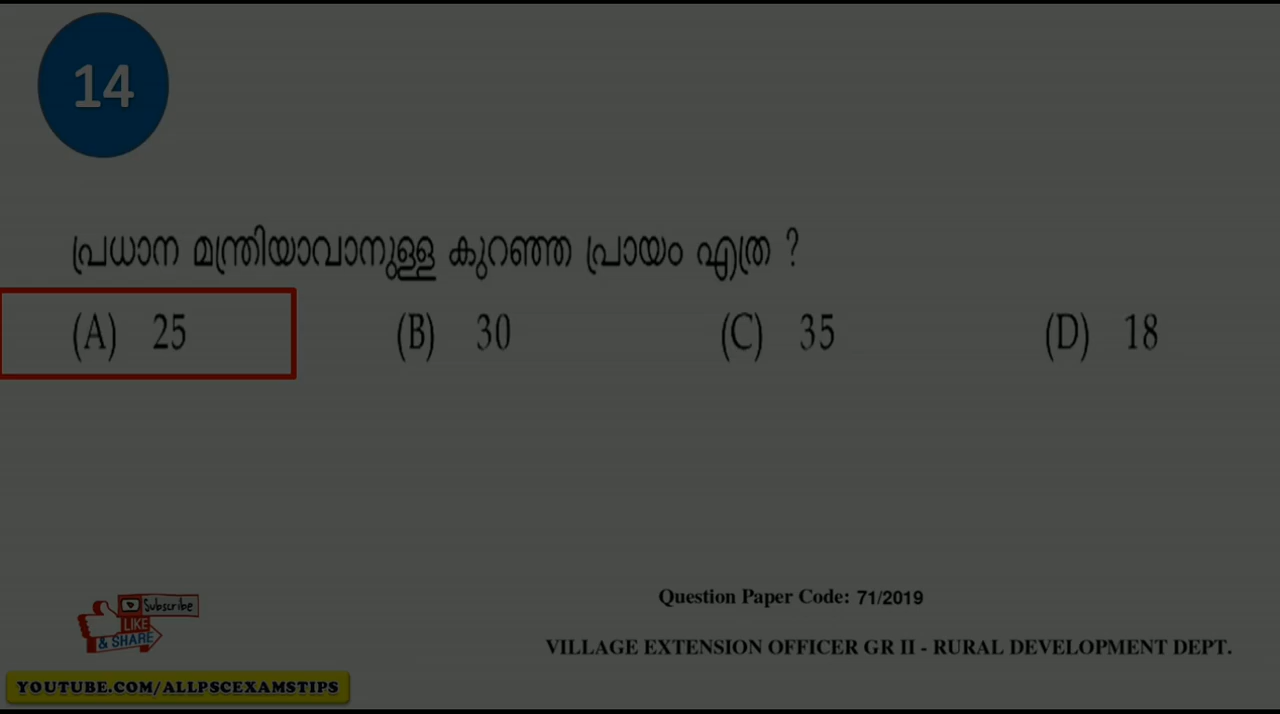 14
പ്രധാന മന്ത്രിയാവാനുള്ള കുറഞ്ഞ പ്രായം എത്ര ?
(A) 25 (B) 30 (C) 35 (D) 18
Subscribe
LIKE
& SHARE
Question Paper Code: 71/2019
VILLAGE EXTENSION OFFICER GR II - RURAL DEVELOPMENT DEPT.
YOUTUBE.COM/ALLPSCEXAMSTIPS